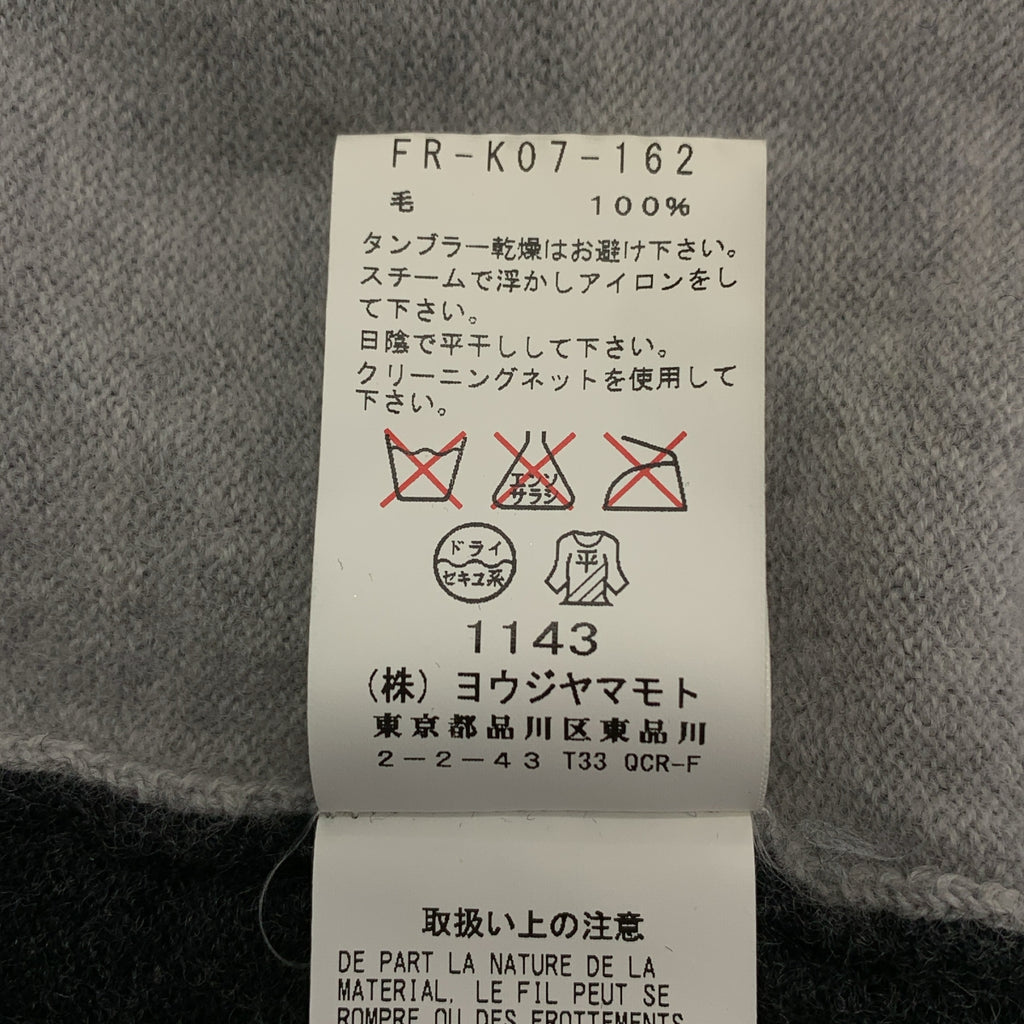 FR-K07-162
毛 100%
タンブラー乾燥はお避け下さい。
スチームで浮かしアイロンをし
て下さい。
日陰で平干しして下さい。
クリーニングネットを使用して
下さい。
エンソ
サラシ
ドライ
セキユ系
平
1143
(株) ヨウジヤマモト
東京都品川区東品川
2-2-43 T33 QCR-F
取扱い上の注意
DE PART LA NATURE DE LA
MATERIAL, LE FIL PEUT SE
ROMPRE OU DES FROTTEMENTS